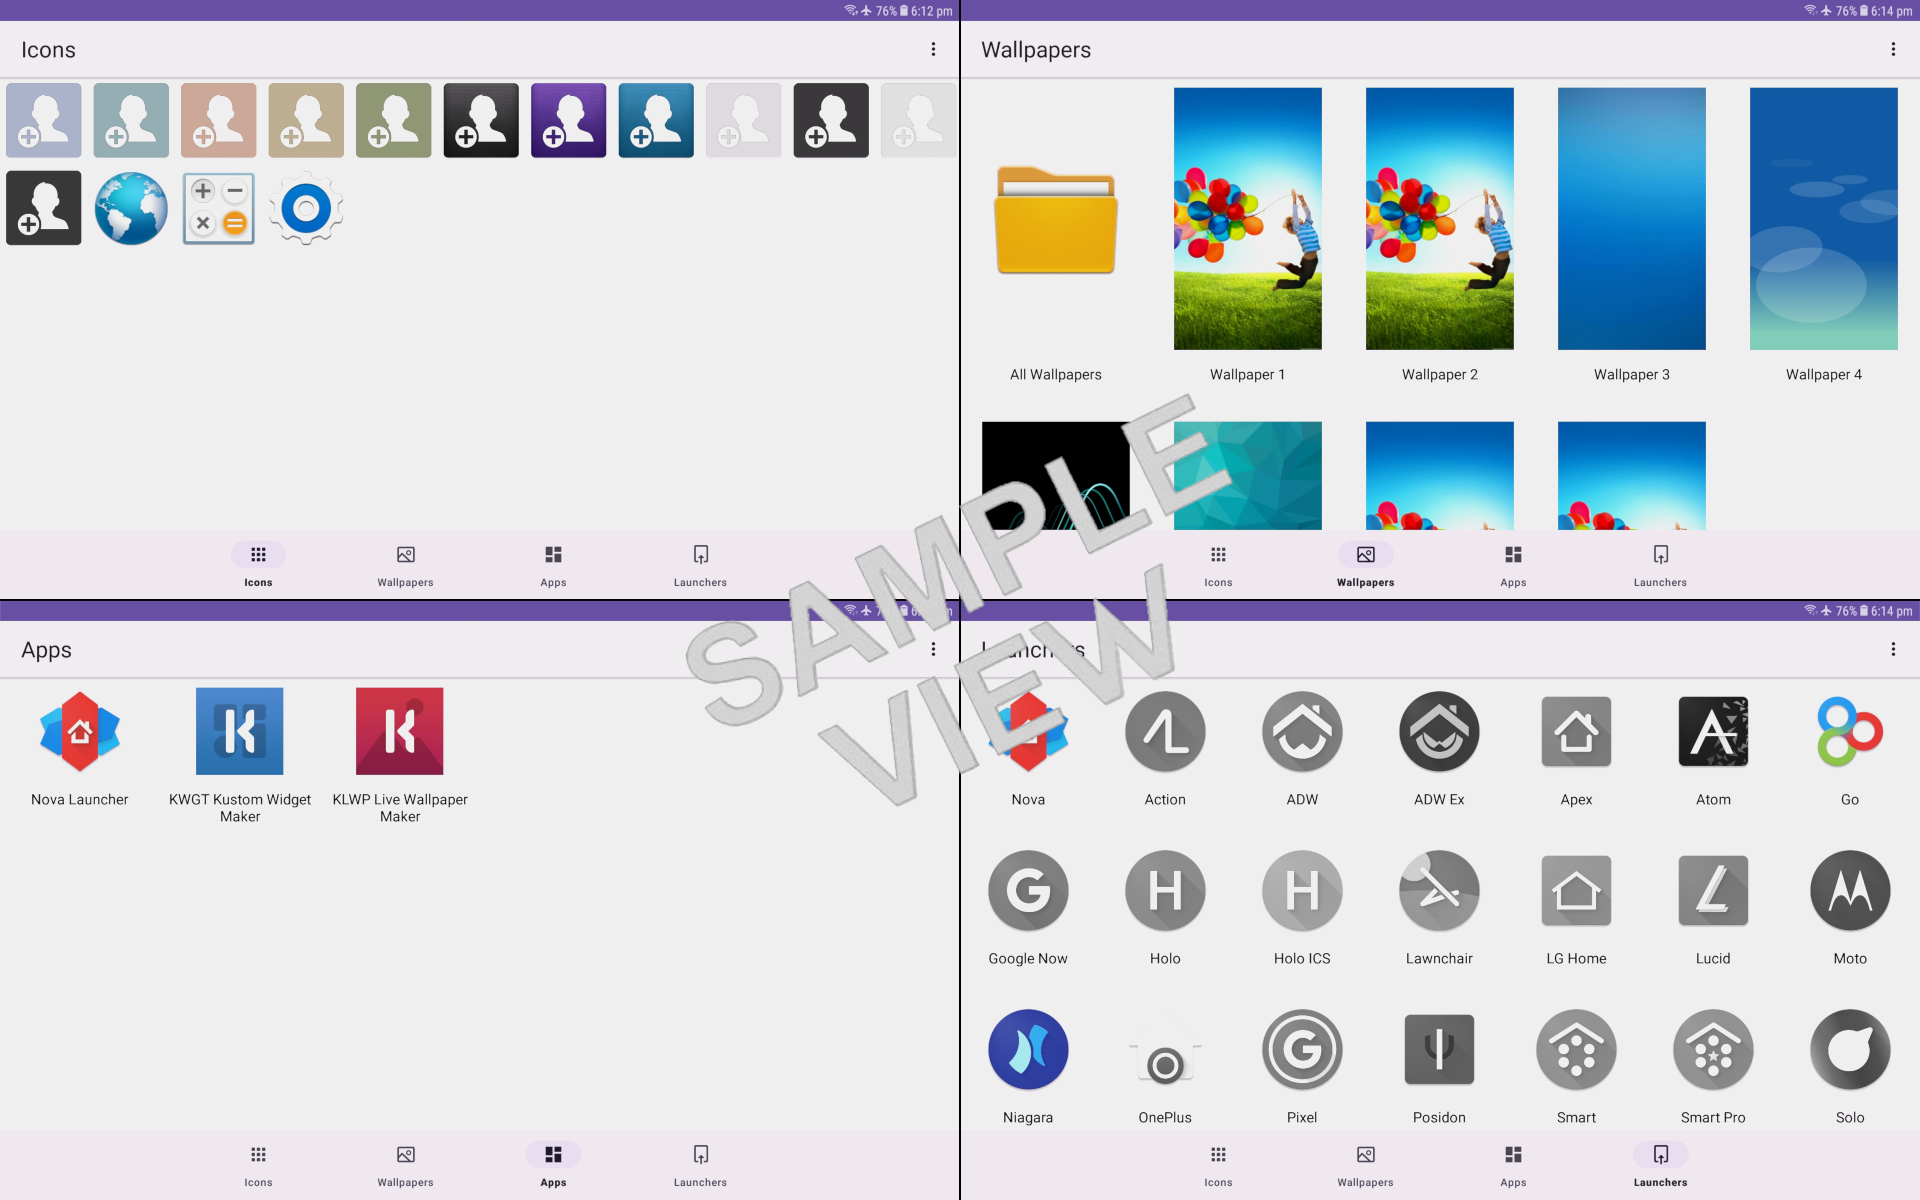 76% 6:12 pm
Icons
Icons
Wallpapers
Apps
Launchers
76% 6:14 pm
Wallpapers
All Wallpapers
Wallpaper 1
Wallpaper 2
Wallpaper 3
Wallpaper 4
Icons
Wallpapers
Apps
Launchers
SAMPLE
VIEW
Apps
Nova Launcher
KWGT Kustom Widget
Maker
KLWP Live Wallpaper
Maker
Icons
Wallpapers
Apps
Launchers
76% 6:14 pm
Launchers
Nova
Action
ADW
ADW Ex
Apex
Atom
Go
Google Now
Holo
Holo ICS
Lawnchair
LG Home
Lucid
Moto
Niagara
OnePlus
Pixel
Posidon
Smart
Smart Pro
Solo
Icons
Wallpapers
Apps
Launchers